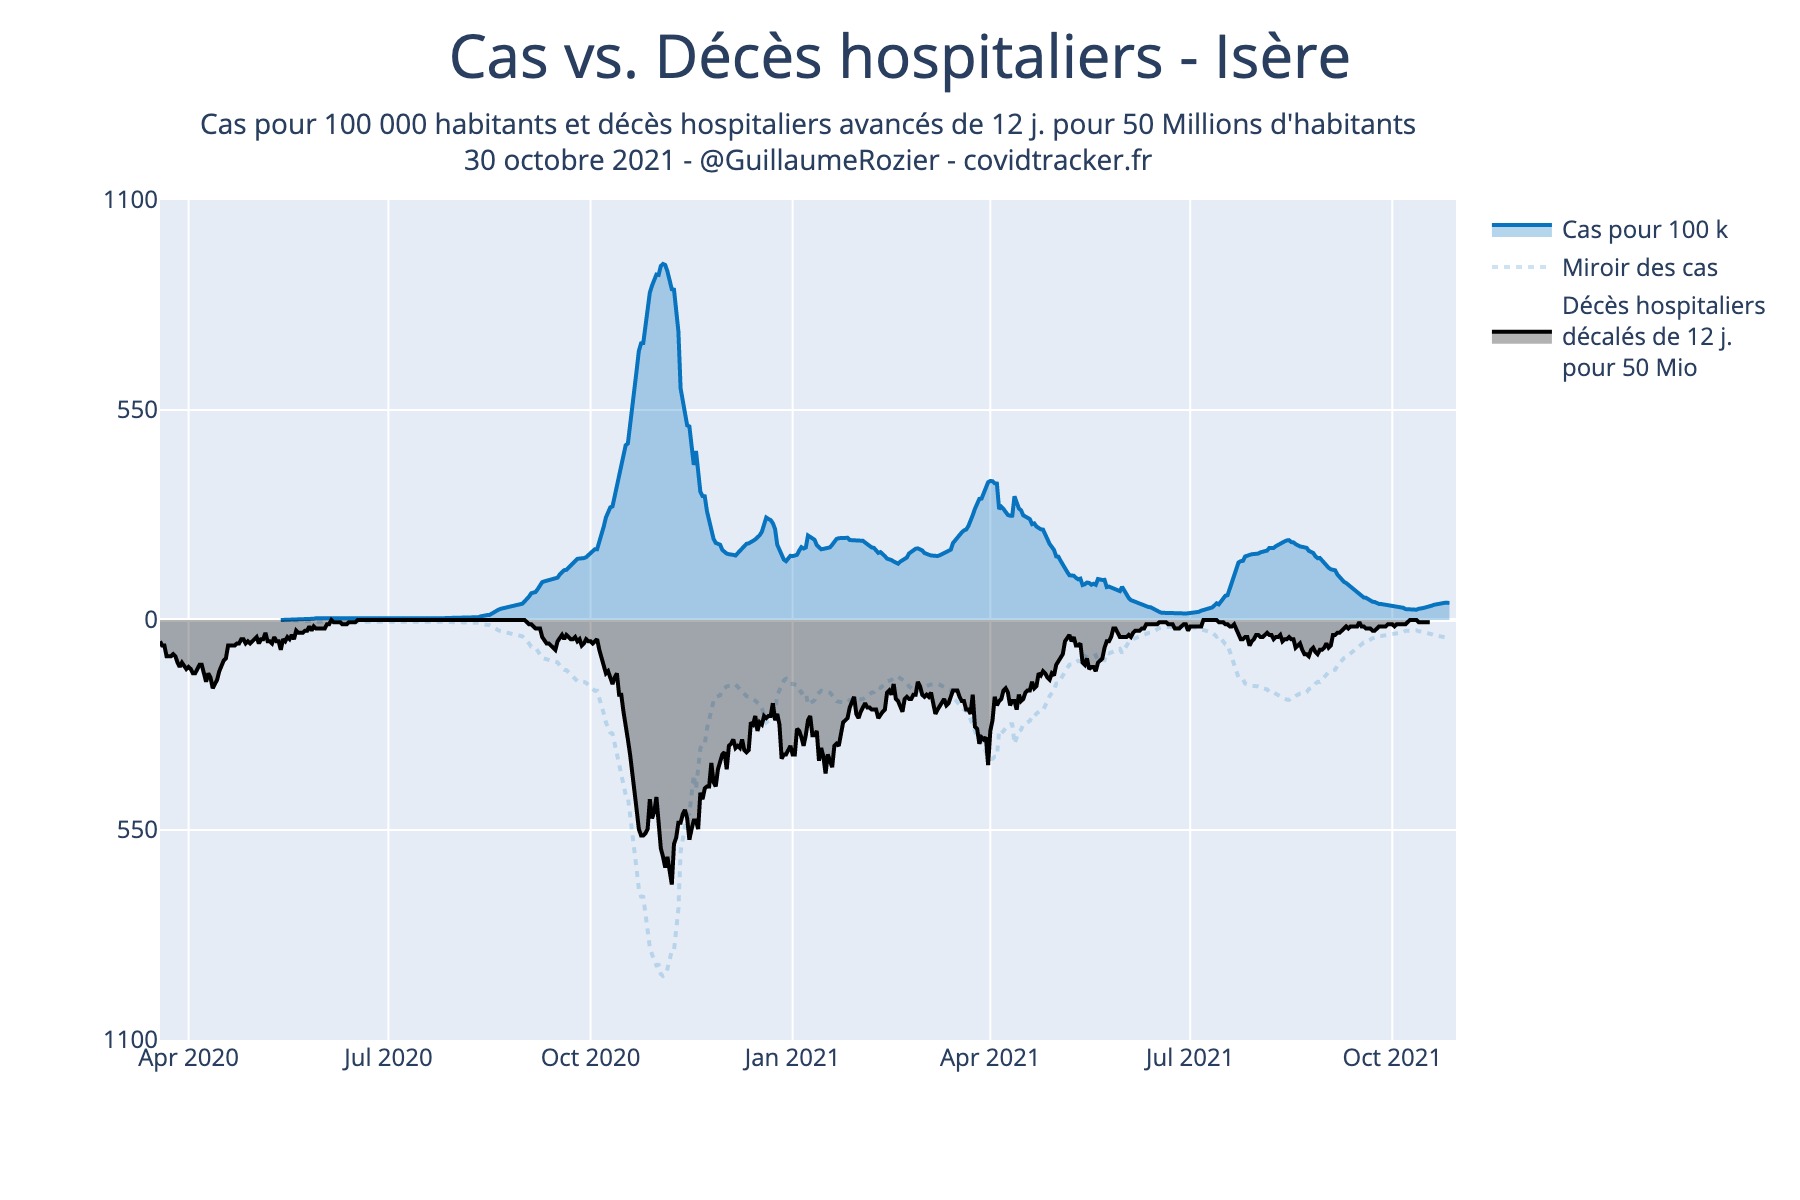 Cas vs. Décès hospitaliers - Isère
Cas pour 100 000 habitants et décès hospitaliers avancés de 12 j. pour 50 Millions d'habitants
30 octobre 2021 - @GuillaumeRozier - covidtracker.fr
1100
550
0
550
1100
Apr 2020
Jul 2020
Oct 2020
Jan 2021
Apr 2021
Jul 2021
Oct 2021
Cas pour 100 k
Miroir des cas
Décès hospitaliers
décalés de 12 j.
pour 50 Mio